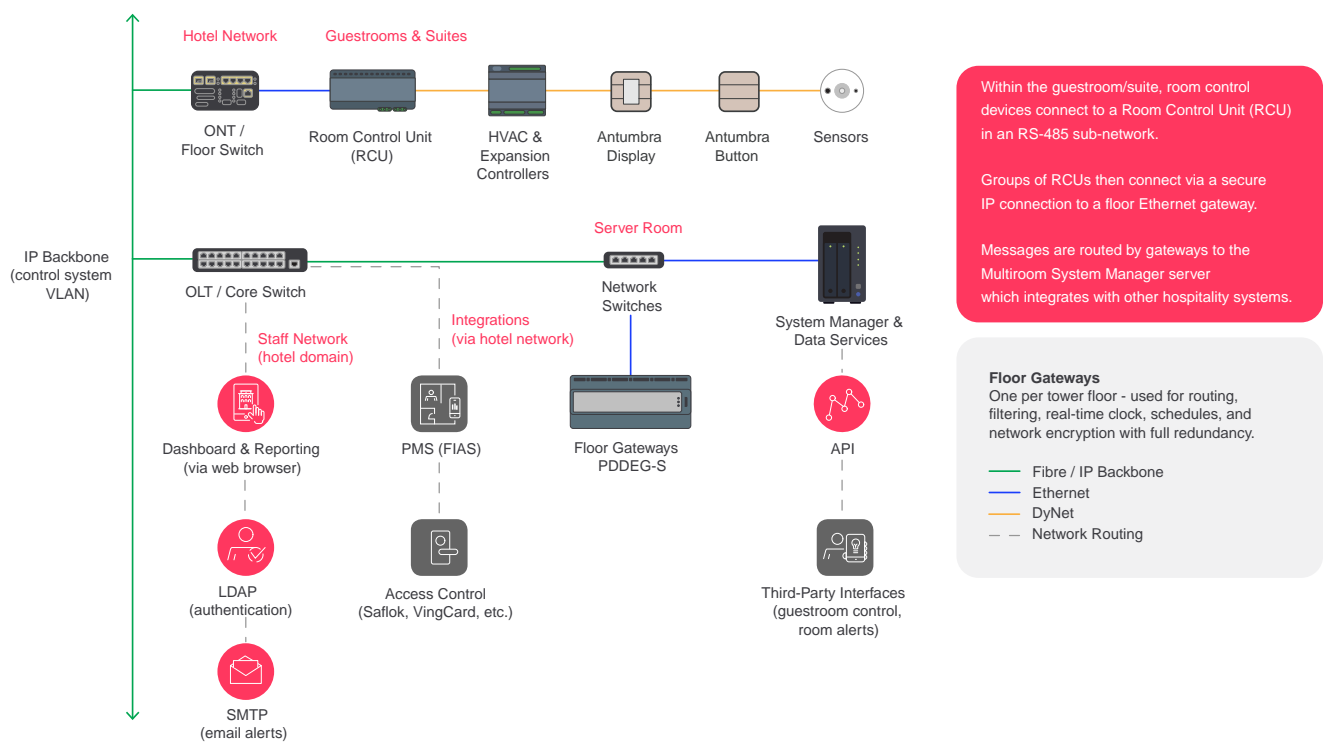 Hotel Network
Guestrooms & Suites
ONT /
Floor Switch
Room Control Unit
(RCU)
HVAC &
Expansion
Controllers
Antumbra
Display
Antumbra
Button
Sensors
IP Backbone
(control system
VLAN)
OLT / Core Switch
Server Room
Network
Switches
System Manager &
Data Services
Staff Network
(hotel domain)
Integrations
(via hotel network)
Dashboard & Reporting
(via web browser)
PMS (FIAS)
Floor Gateways
PDDEG-S
API
LDAP
(authentication)
Access Control
(Saflok, VingCard, etc.)
Third-Party Interfaces
(guestroom control,
room alerts)
SMTP
(email alerts)
Within the guestroom/suite, room control
devices connect to a Room Control Unit (RCU)
in an RS-485 sub-network.
Groups of RCUs then connect via a secure
IP connection to a floor Ethernet gateway.
Messages are routed by gateways to the
Multiroom System Manager server
which integrates with other hospitality systems.
Floor Gateways
One per tower floor - used for routing,
filtering, real-time clock, schedules, and
network encryption with full redundancy.
Fibre / IP Backbone
Ethernet
DyNet
Network Routing